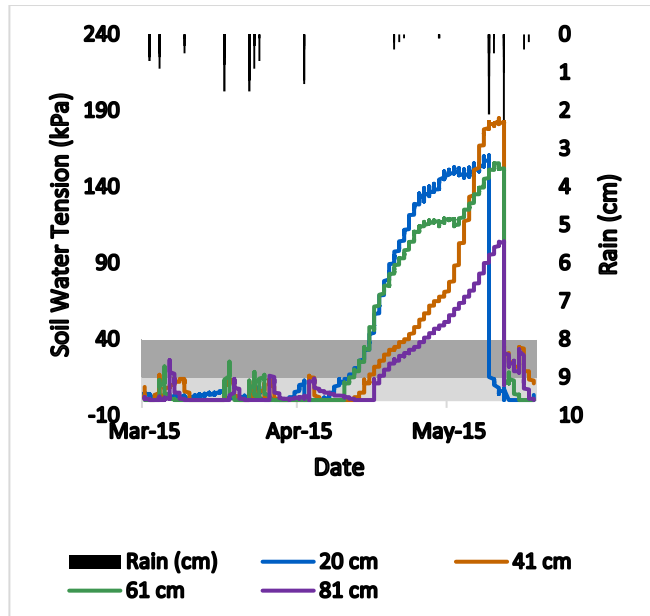 240 0
1
190 2
3
140 4
5
90 6
7
40 8
9
-10 10
Soil Water Tension (kPa)
Rain (cm)
Mar-15 Apr-15 May-15
Date
Rain (cm) 20 cm 41 cm
61 cm 81 cm